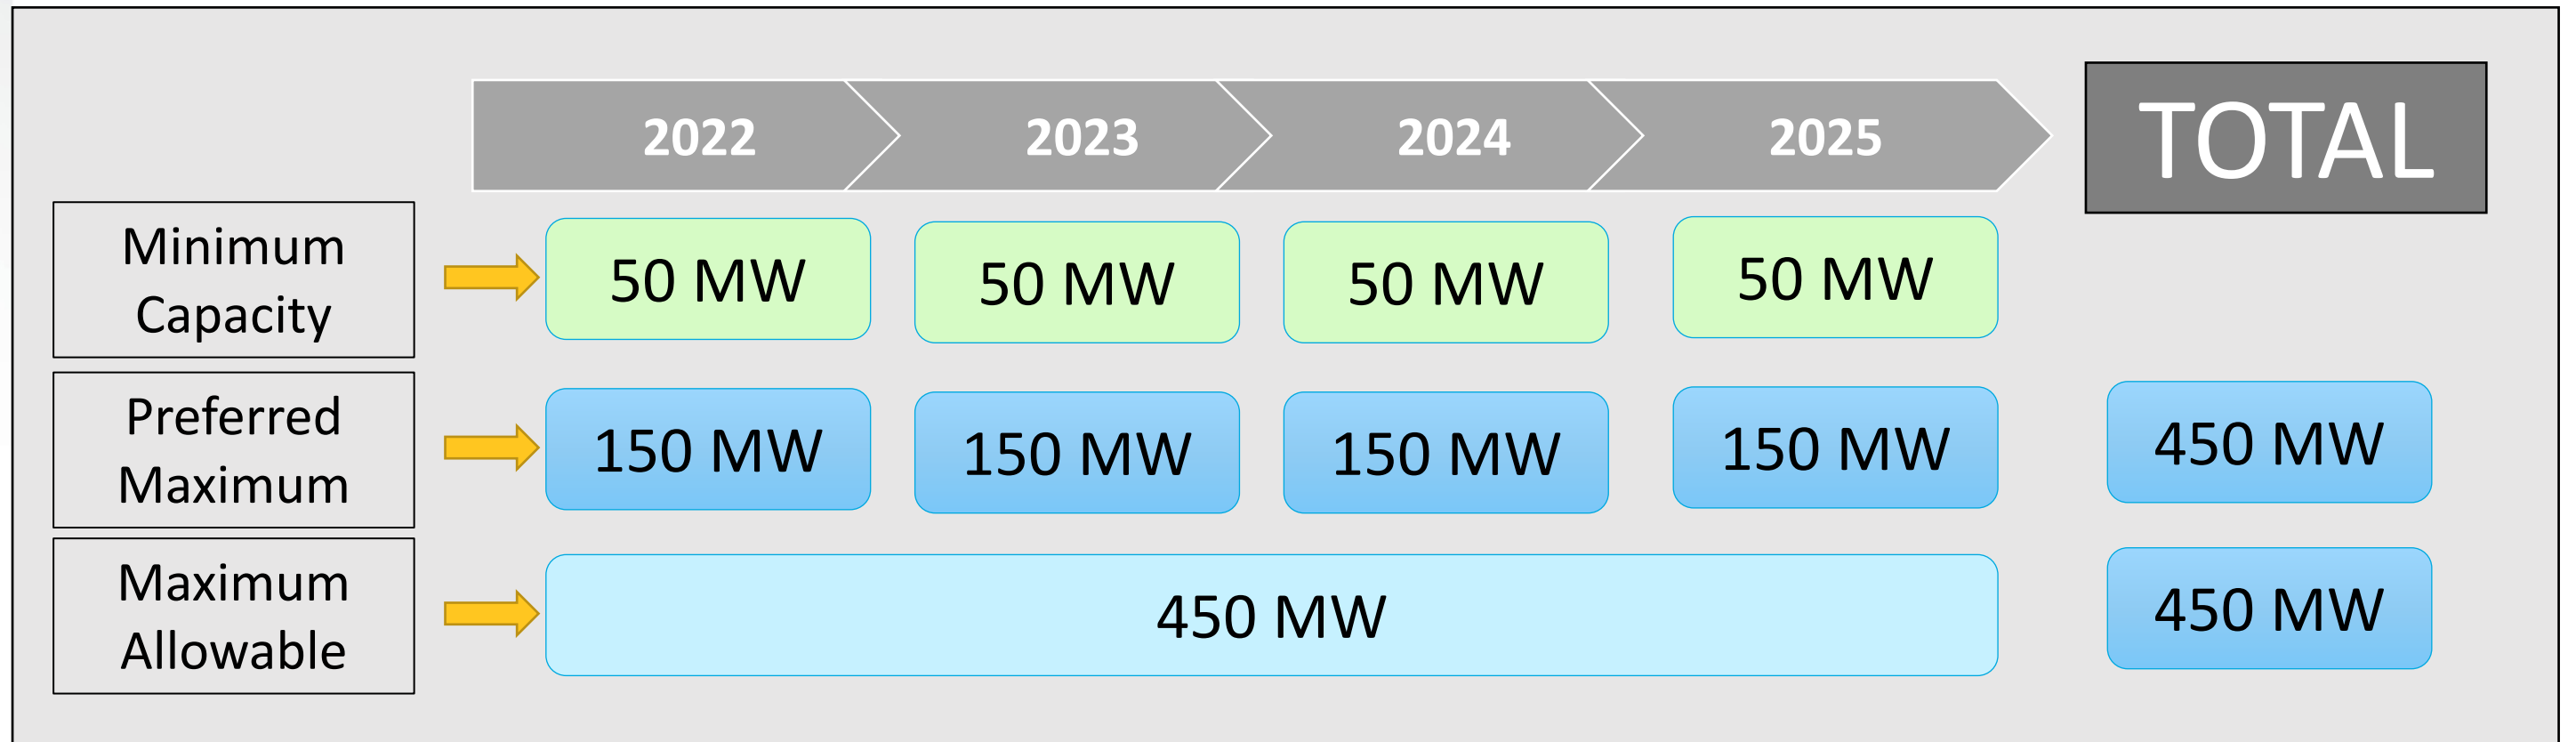 2022 2023 2024 2025 TOTAL
Minimum
Capacity
50 MW 50 MW 50 MW 50 MW
Preferred
Maximum
150 MW 150 MW 150 MW 150 MW 450 MW
Maximum
Allowable
450 MW 450 MW